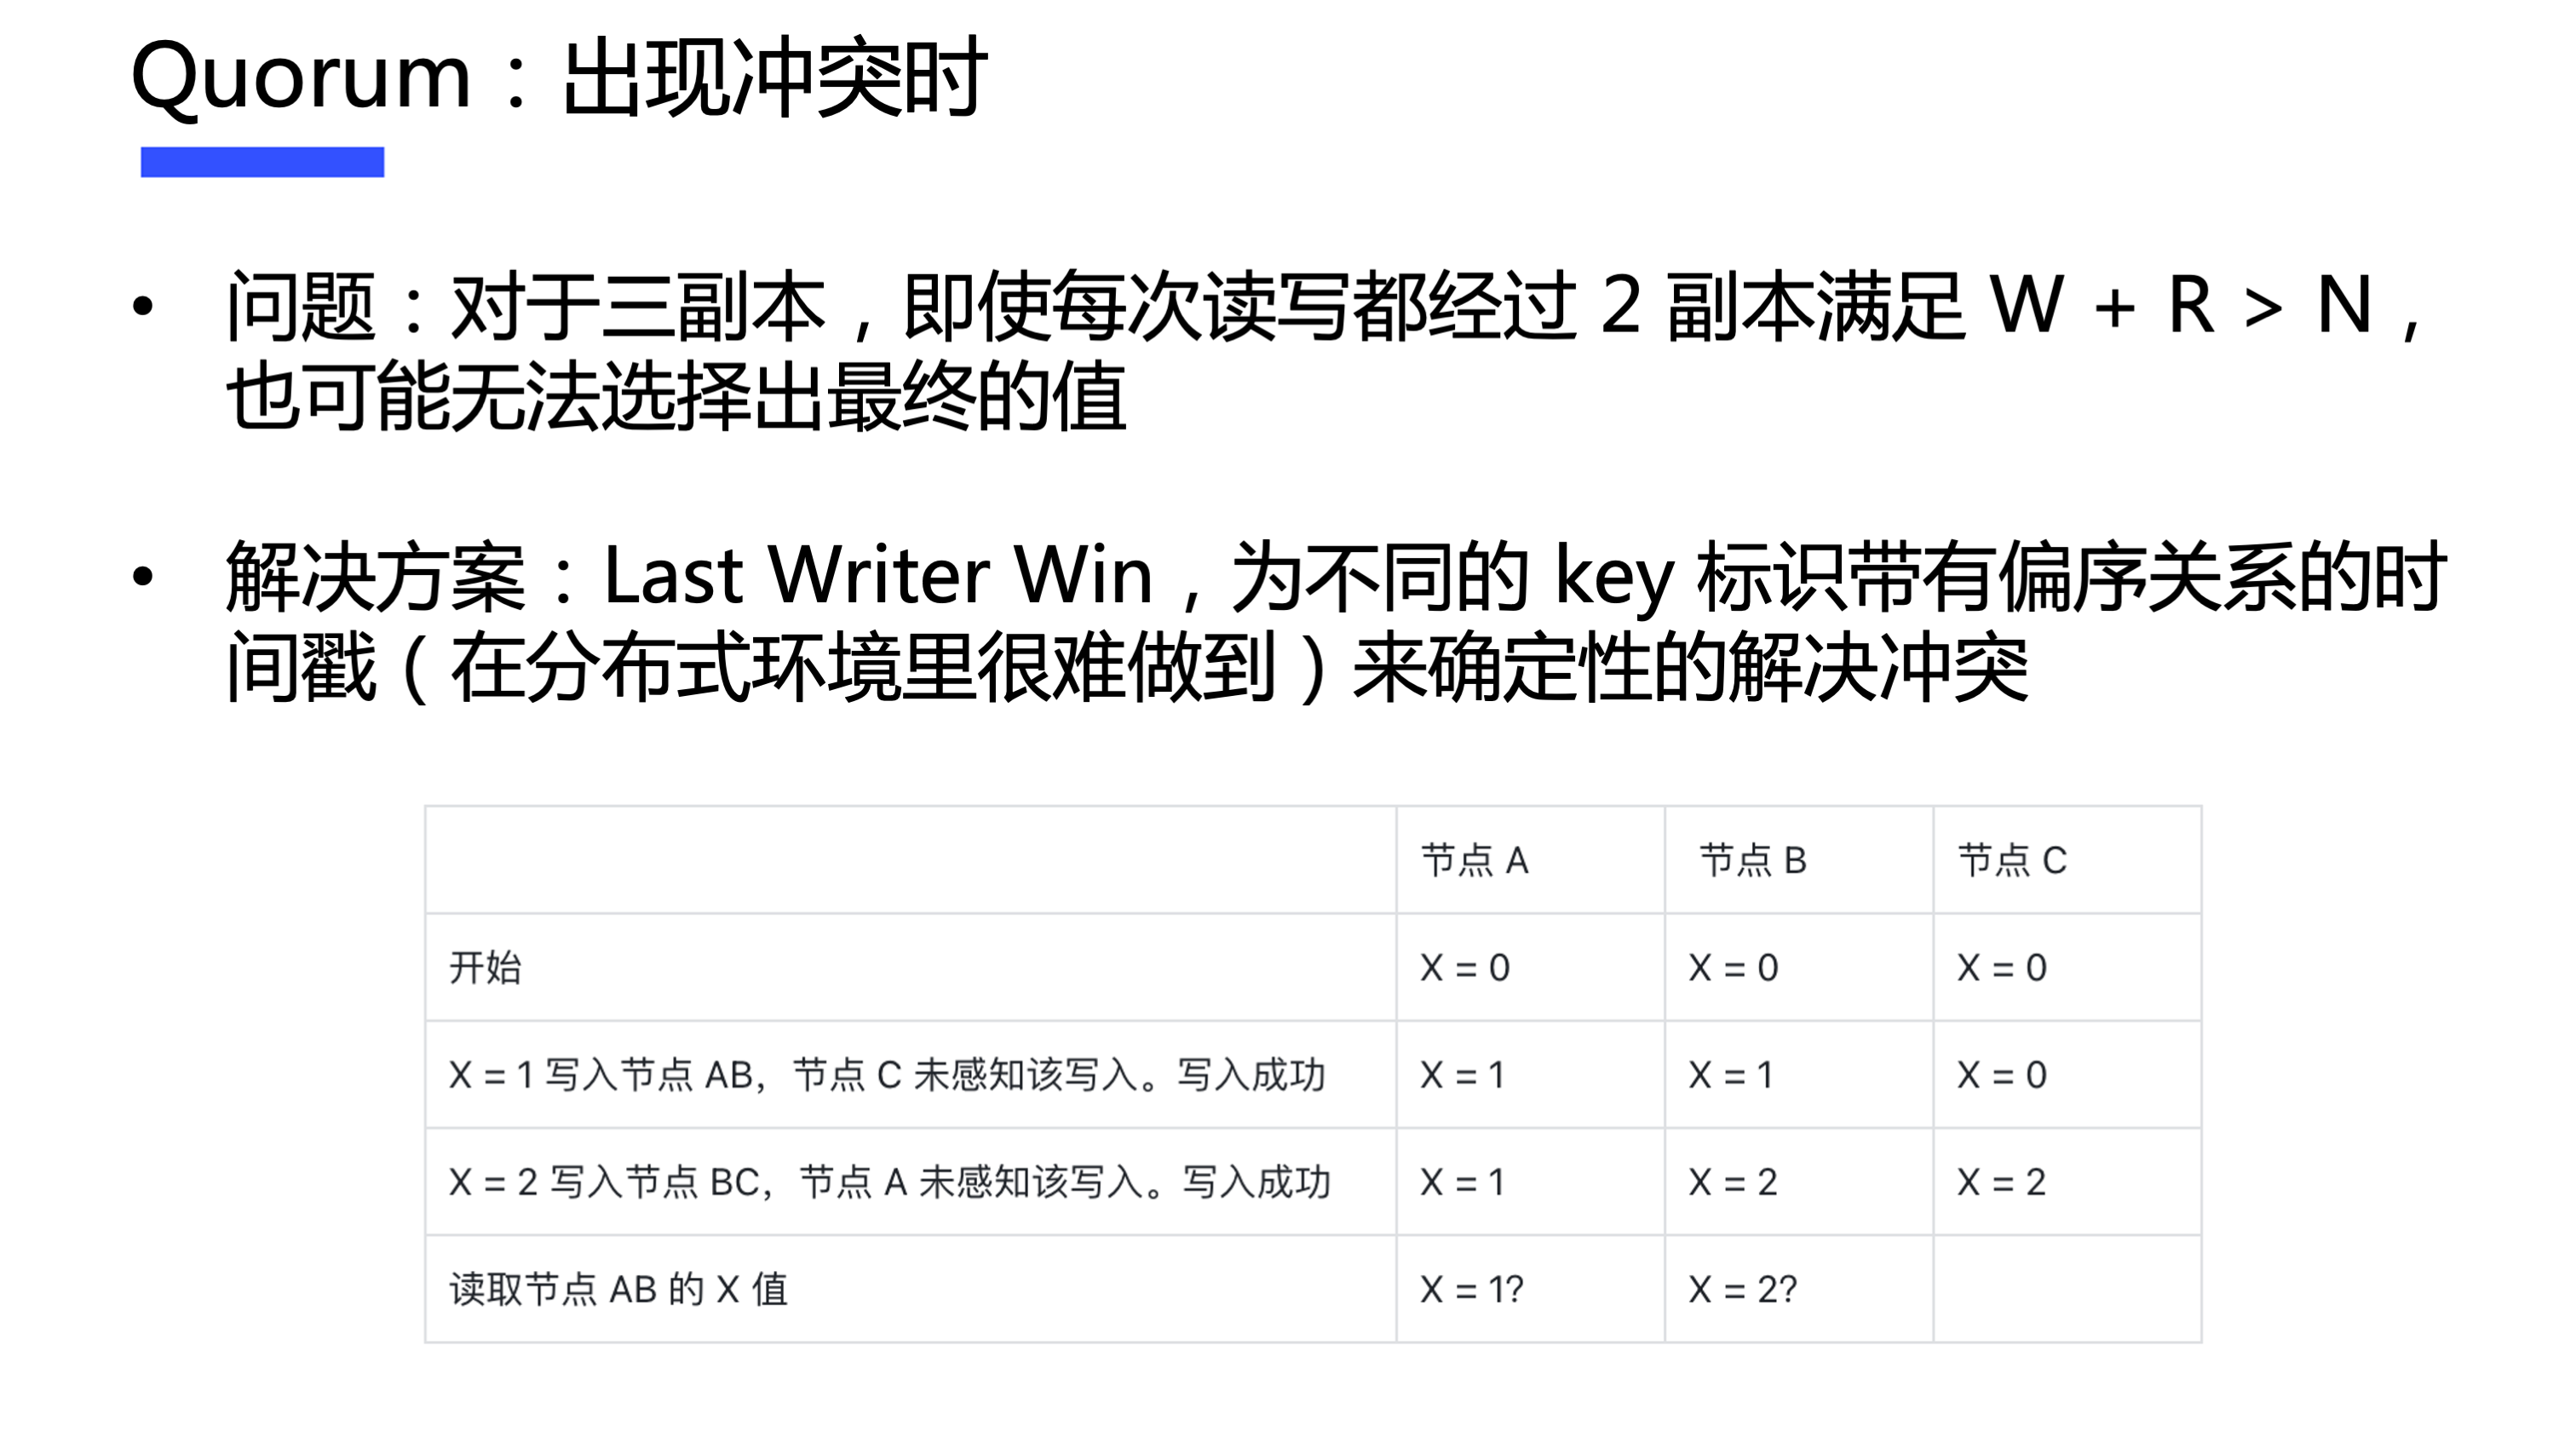 Quorum：出现冲突时
• 问题：对于三副本，即使每次读写都经过 2 副本满足 W + R > N，
也可能无法选择出最终的值
• 解决方案：Last Writer Win，为不同的 key 标识带有偏序关系的时
间戳（在分布式环境里很难做到）来确定性的解决冲突
节点 A 节点 B 节点 C
开始 X = 0 X = 0 X = 0
X = 1 写入节点 AB，节点 C 未感知该写入。写入成功 X = 1 X = 1 X = 0
X = 2 写入节点 BC，节点 A 未感知该写入。写入成功 X = 1 X = 2 X = 2
读取节点 AB 的 X 值 X = 1? X = 2?